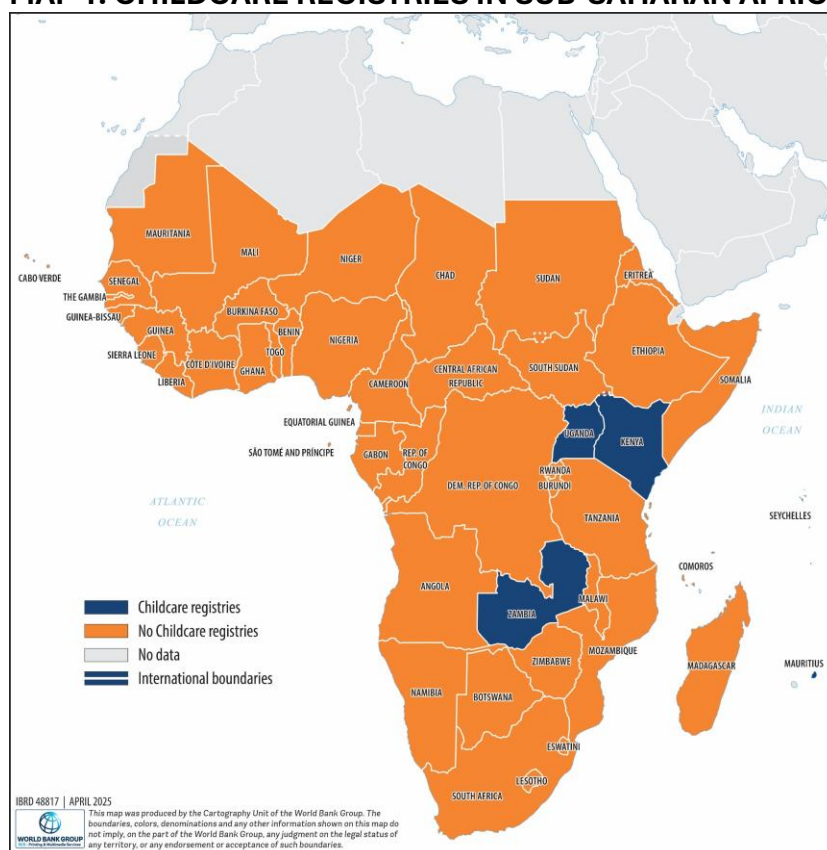 MAURITANIA
MALI
NIGER
CHAD
SUDAN
ERITREA
CABO VERDE
SENEGAL
THE GAMBIA
GUINEA-BISSAU
GUINEA
SIERRA LEONE
LIBERIA
CÔTE D'IVOIRE
BURKINA FASO
GHANA
TOGO
BENIN
NIGERIA
CAMEROON
CENTRAL AFRICAN
REPUBLIC
SOUTH SUDAN
ETHIOPIA
SOMALIA
EQUATORIAL GUINEA
SÃO TOMÉ AND PRÍNCIPE
GABON
REP. OF
CONGO
DEM. REP. OF CONGO
UGANDA
KENYA
RWANDA
BURUNDI
TANZANIA
INDIAN
OCEAN
SEYCHELLES
ATLANTIC
OCEAN
COMOROS
ANGOLA
ZAMBIA
MALAWI
MOZAMBIQUE
ZIMBABWE
MADAGASCAR
MAURITIUS
NAMIBIA
BOTSWANA
ESWATINI
LESOTHO
SOUTH AFRICA
Childcare registries
No Childcare registries
No data
International boundaries
IBRD 48817 | APRIL 2025
WORLD BANK GROUP
This map was produced by the Cartography Unit of the World Bank Group. The
boundaries, colors, denominations and any other information shown on this map do
not imply, on the part of the World Bank Group, any judgment on the legal status of
any territory, or any endorsement or acceptance of such boundaries.